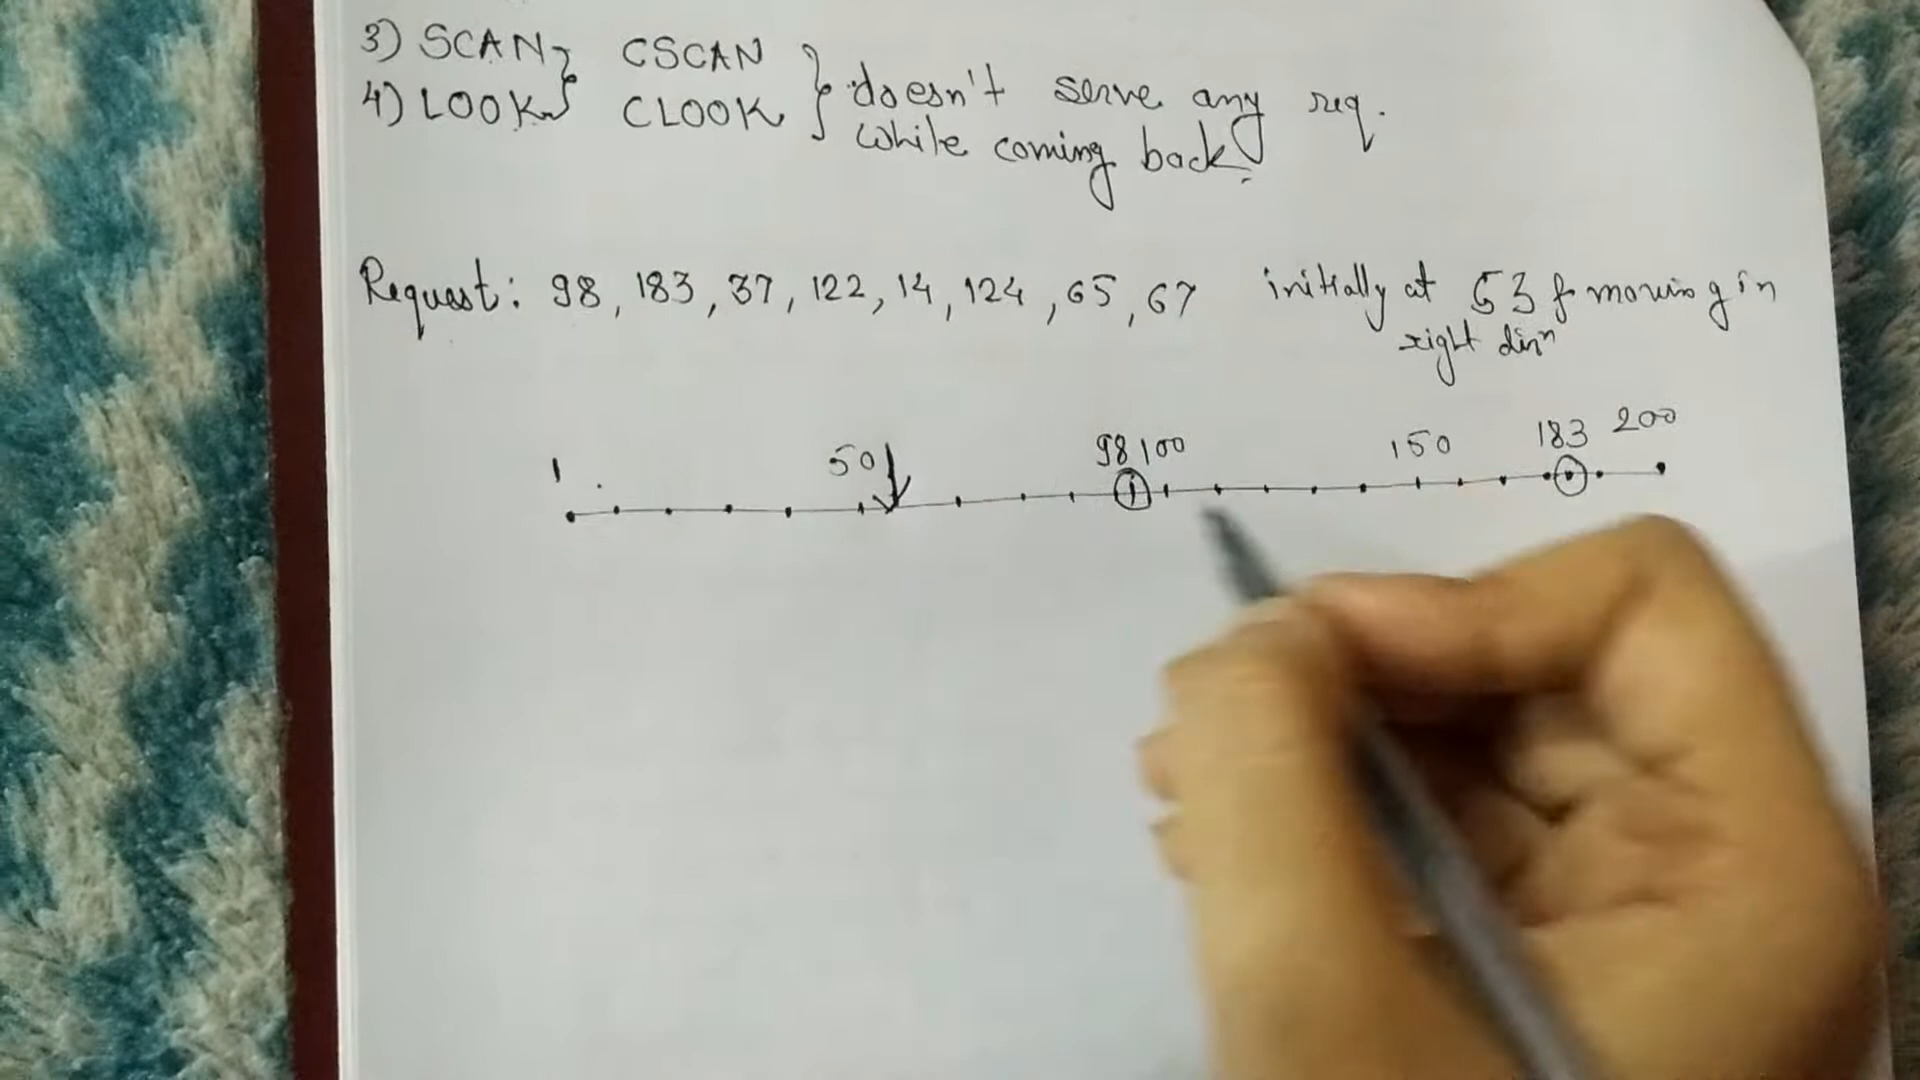 3) SCAN } CSCAN
4) LOOK } CLOOK } doesn't serve any req.
while coming back.
Request: 98, 183, 37, 122, 14, 124, 65, 67 initially at 53 & moving in
right dirⁿ
1 50 98 100 150 183 200